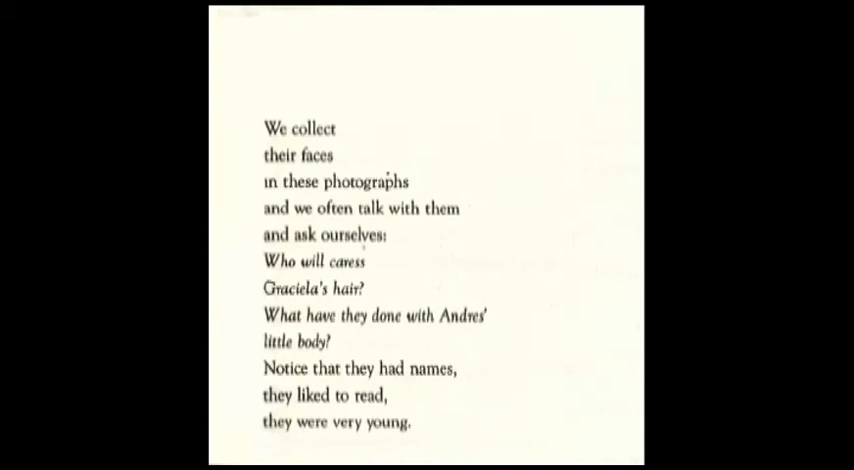 We collect
their faces
in these photographs
and we often talk with them
and ask ourselves:
Who will caress
Graciela's hair?
What have they done with Andres'
little body?
Notice that they had names,
they liked to read,
they were very young.